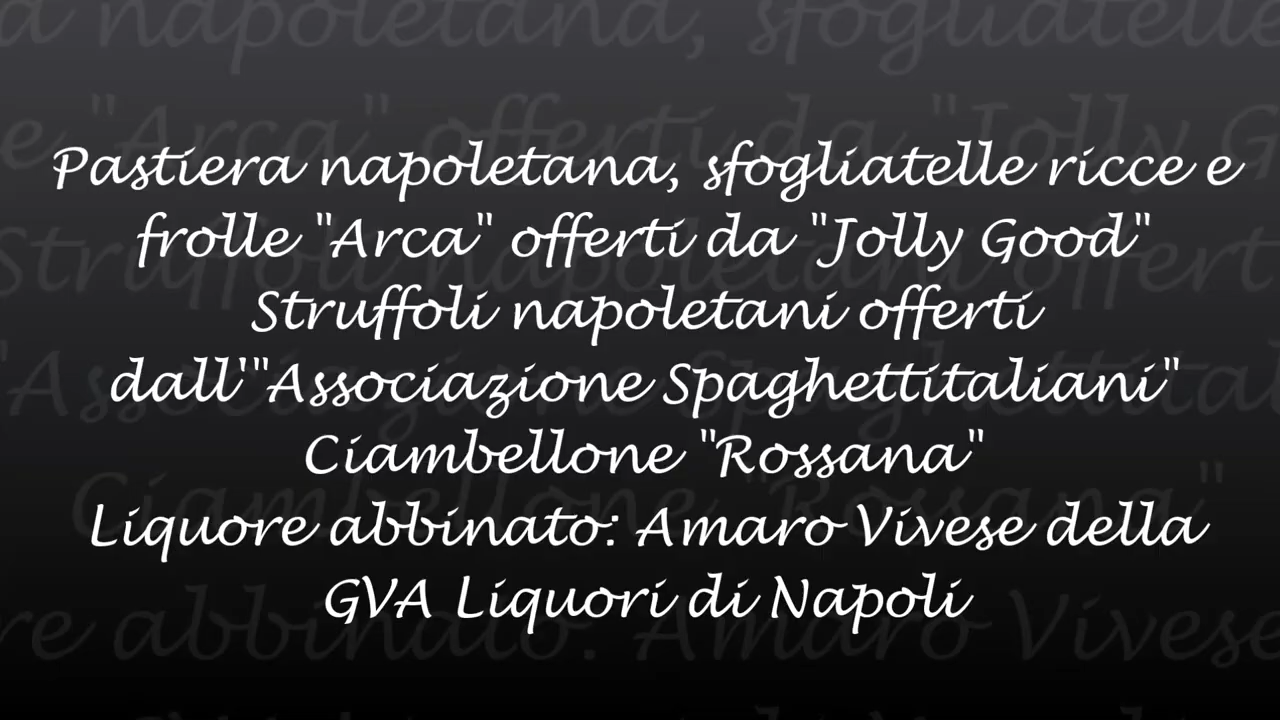 Pastiera napoletana, sfogliatelle ricce e
frolle "Arca" offerti da "Jolly Good"
Struffoli napoletani offerti
dall'"Associazione Spaghettitaliani"
Ciambellone "Rossana"
Liquore abbinato: Amaro Vivese della
GVA Liquori di Napoli